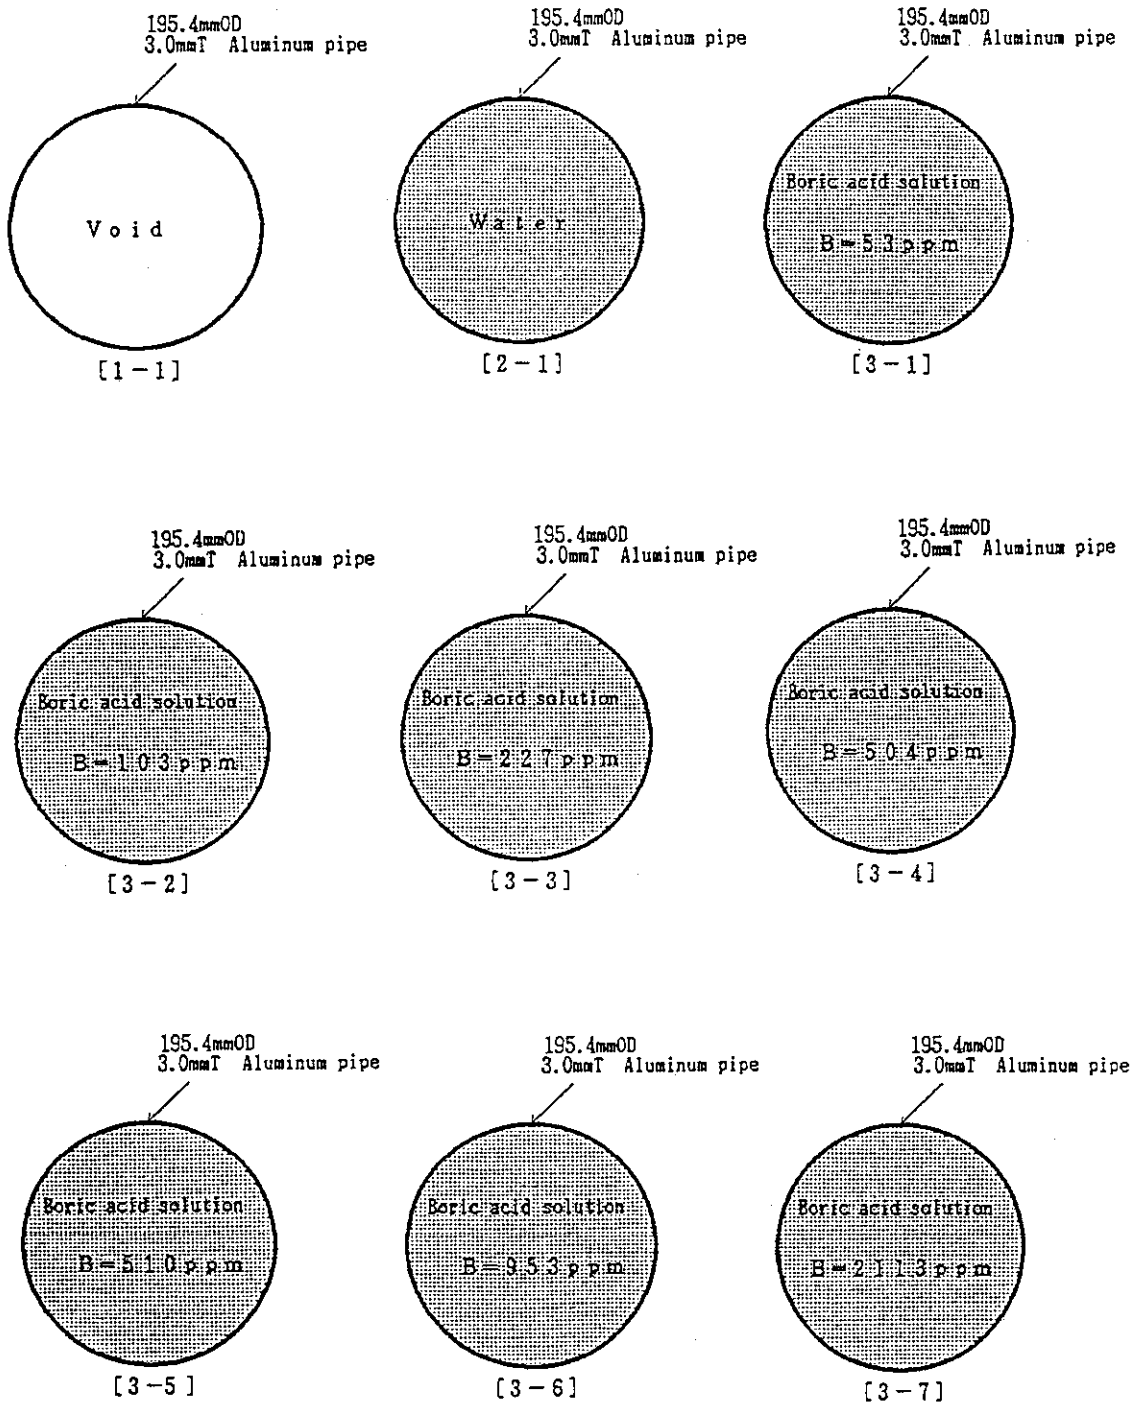 195.4mmOD
3.0mmT Aluminum pipe
Void
[1-1]
195.4mmOD
3.0mmT Aluminum pipe
Water
[2-1]
195.4mmOD
3.0mmT Aluminum pipe
Boric acid solution
B=53ppm
[3-1]
195.4mmOD
3.0mmT Aluminum pipe
Boric acid solution
B=103ppm
[3-2]
195.4mmOD
3.0mmT Aluminum pipe
Boric acid solution
B=227ppm
[3-3]
195.4mmOD
3.0mmT Aluminum pipe
Boric acid solution
B=504ppm
[3-4]
195.4mmOD
3.0mmT Aluminum pipe
Boric acid solution
B=510ppm
[3-5]
195.4mmOD
3.0mmT Aluminum pipe
Boric acid solution
B=953ppm
[3-6]
195.4mmOD
3.0mmT Aluminum pipe
Boric acid solution
B=2113ppm
[3-7]